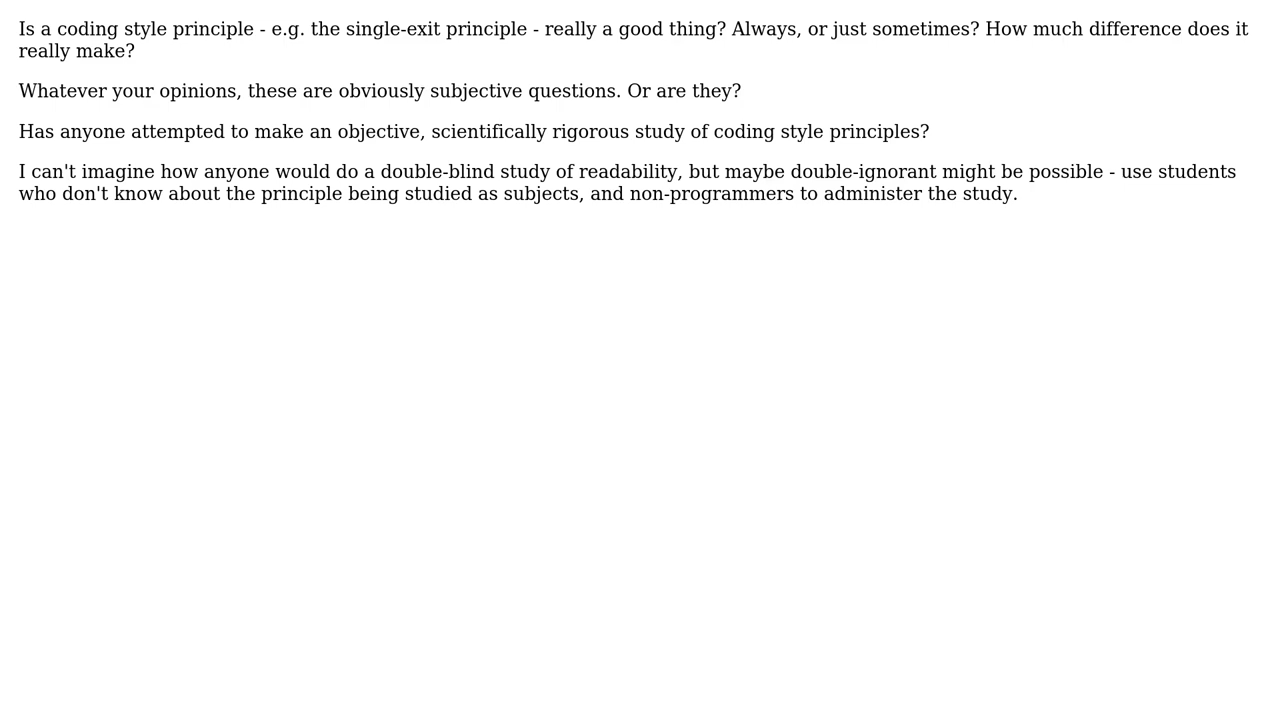 Is a coding style principle - e.g. the single-exit principle - really a good thing? Always, or just sometimes? How much difference does it
really make?
Whatever your opinions, these are obviously subjective questions. Or are they?
Has anyone attempted to make an objective, scientifically rigorous study of coding style principles?
I can't imagine how anyone would do a double-blind study of readability, but maybe double-ignorant might be possible - use students
who don't know about the principle being studied as subjects, and non-programmers to administer the study.